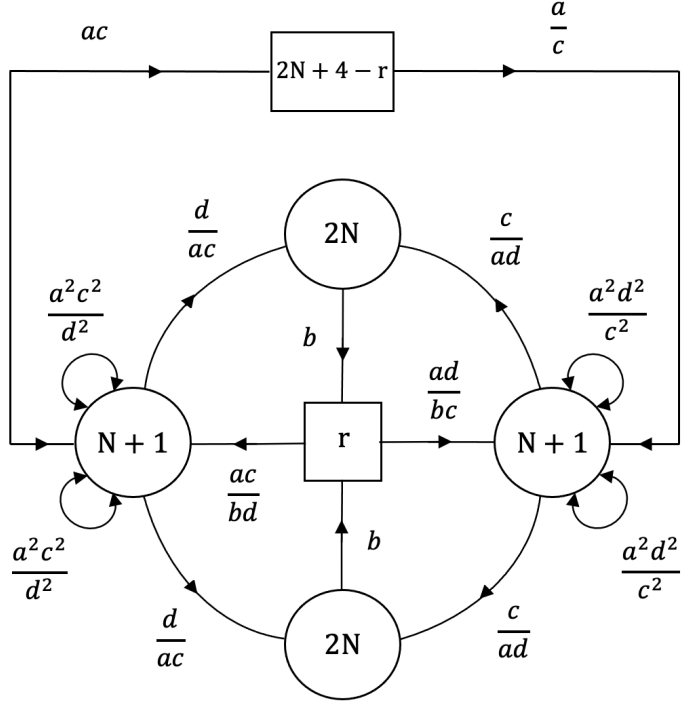 ac
a
c
2N + 4 − r
d
ac
2N
c
ad
a²c²
d²
a²d²
c²
b
ad
bc
N + 1
r
N + 1
ac
bd
a²c²
d²
b
a²d²
c²
d
ac
2N
c
ad